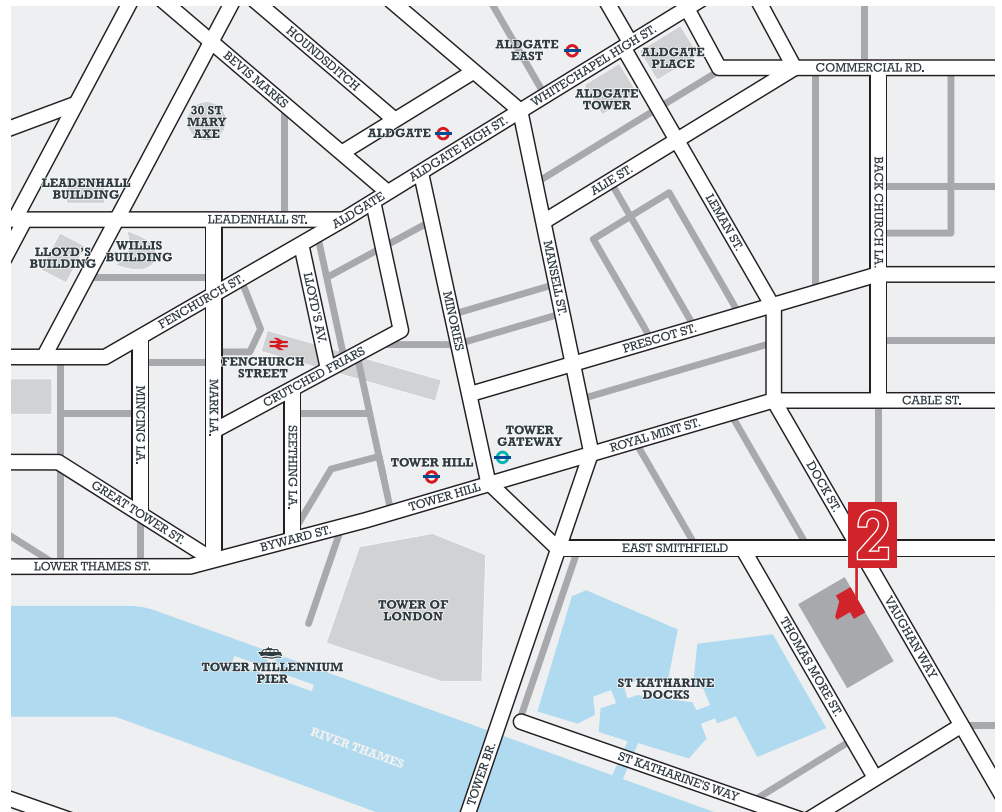 HOUNDSDITCH
ALDGATE
EAST
WHITECHAPEL HIGH ST.
ALDGATE
PLACE
COMMERCIAL RD.
BEVIS MARKS
ALDGATE
TOWER
30 ST
MARY
AXE
ALDGATE
ALDGATE HIGH ST.
LEADENHALL
BUILDING
ALIE ST.
BACK CHURCH LA.
LEADENHALL ST.
ALDGATE
LEMAN ST.
LLOYD'S
BUILDING
WILLIS
BUILDING
MANSELL ST.
FENCHURCH ST.
LLOYD'S AV.
MINORIES
PRESCOT ST.
FENCHURCH
STREET
CRUTCHED FRIARS
MINCING LA.
MARK LA.
CABLE ST.
SEETHING LA.
TOWER
GATEWAY
ROYAL MINT ST.
TOWER HILL
TOWER HILL
DOCK ST.
GREAT TOWER ST.
BYWARD ST.
2
EAST SMITHFIELD
LOWER THAMES ST.
TOWER OF
LONDON
VAUGHAN WAY
THOMAS MORE ST.
TOWER MILLENNIUM
PIER
ST KATHARINE
DOCKS
RIVER THAMES
TOWER BR.
ST KATHARINE'S WAY